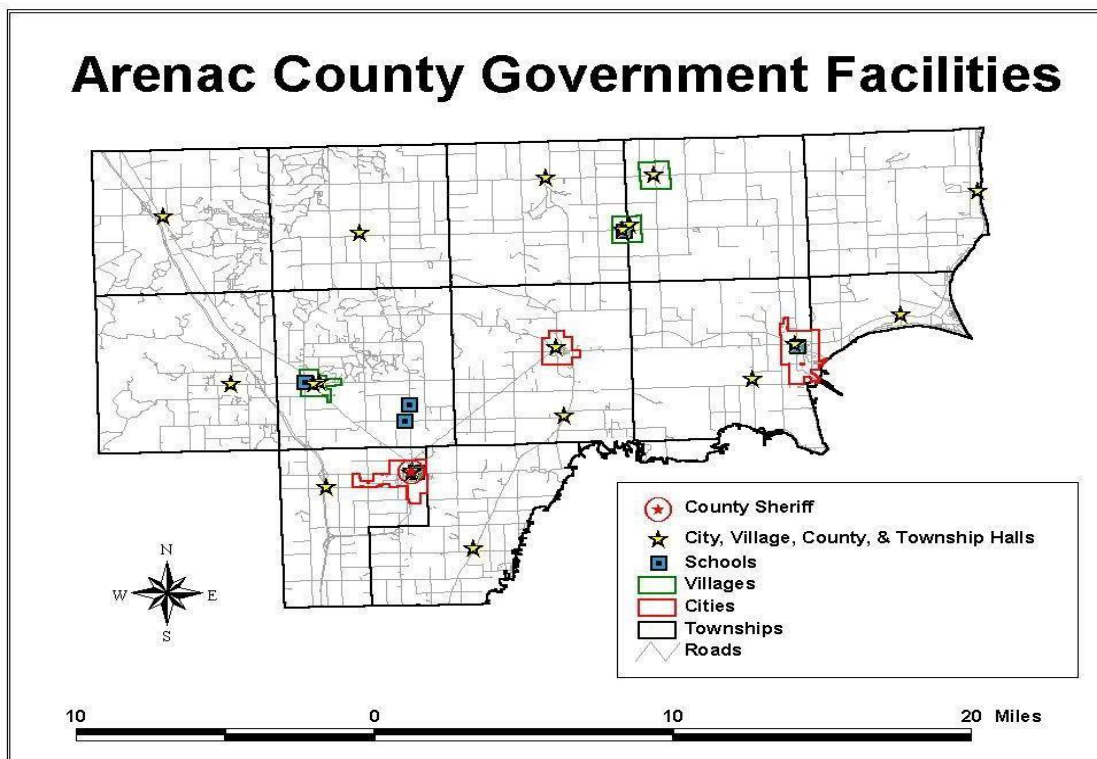 Arenac County Government Facilities
County Sheriff
City, Village, County, & Township Halls
Schools
Villages
Cities
Townships
Roads
N
W E
S
10 0 10 20 Miles